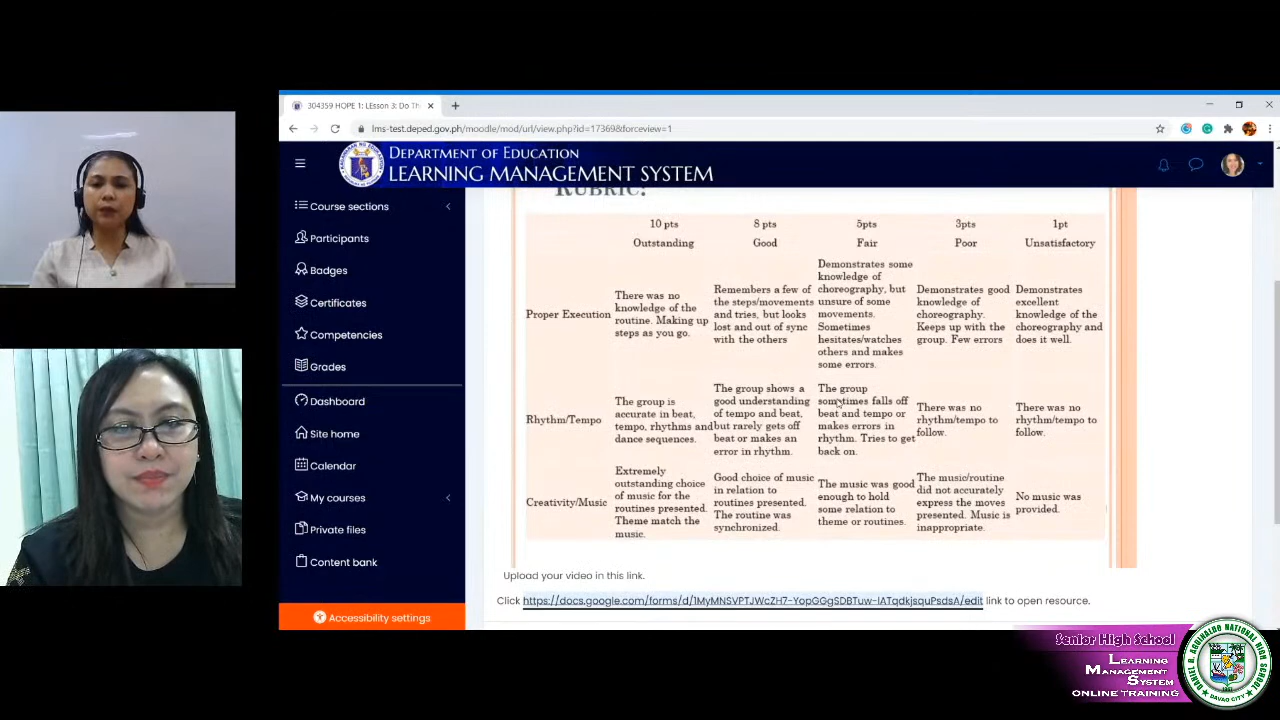 304359 HOPE 1: LEsson 3: Do Th
lms-test.deped.gov.ph/moodle/mod/url/view.php?id=17369&forceview=1
DEPARTMENT OF EDUCATION
LEARNING MANAGEMENT SYSTEM
Course sections
Participants
Badges
Certificates
Competencies
Grades
Dashboard
Site home
Calendar
My courses
Private files
Content bank
Accessibility settings
RUBRIC:
10 pts
8 pts
5pts
3pts
1pt
Outstanding
Good
Fair
Poor
Unsatisfactory
Proper Execution
There was no
knowledge of the
routine. Making up
steps as you go.
Remembers a few of
the steps/movements
and tries, but looks
lost and out of sync
with the others
Demonstrates some
knowledge of
choreography, but
unsure of some
movements.
Sometimes
hesitates/watches
others and makes
some errors.
Demonstrates good
knowledge of
choreography.
Keeps up with the
group. Few errors
Demonstrates
excellent
knowledge of the
choreography and
does it well.
Rhythm/Tempo
The group is
accurate in beat,
tempo, rhythms and
dance sequences.
The group shows a
good understanding
of tempo and beat,
but rarely gets off
beat or makes an
error in rhythm.
The group
sometimes falls off
beat and tempo or
makes errors in
rhythm. Tries to get
back on.
There was no
rhythm/tempo to
follow.
There was no
rhythm/tempo to
follow.
Creativity/Music
Extremely
outstanding choice
of music for the
routines presented.
Theme match the
music.
Good choice of music
in relation to
routines presented.
The routine was
synchronized.
The music was good
enough to hold
some relation to
theme or routines.
The music/routine
did not accurately
express the moves
presented. Music is
inappropriate.
No music was
provided.
Upload your video in this link.
Click https://docs.google.com/forms/d/1MyMNSVPTJWcZH7-YopGGgSDBTuw-lATqdkjsquPsdsA/edit link to open resource.
Senior High School
LEARNING
MANAGEMENT
SYSTEM
ONLINE TRAINING
DANIEL R. AGUINALDO NATIONAL HIGH SCHOOL
DAVAO CITY